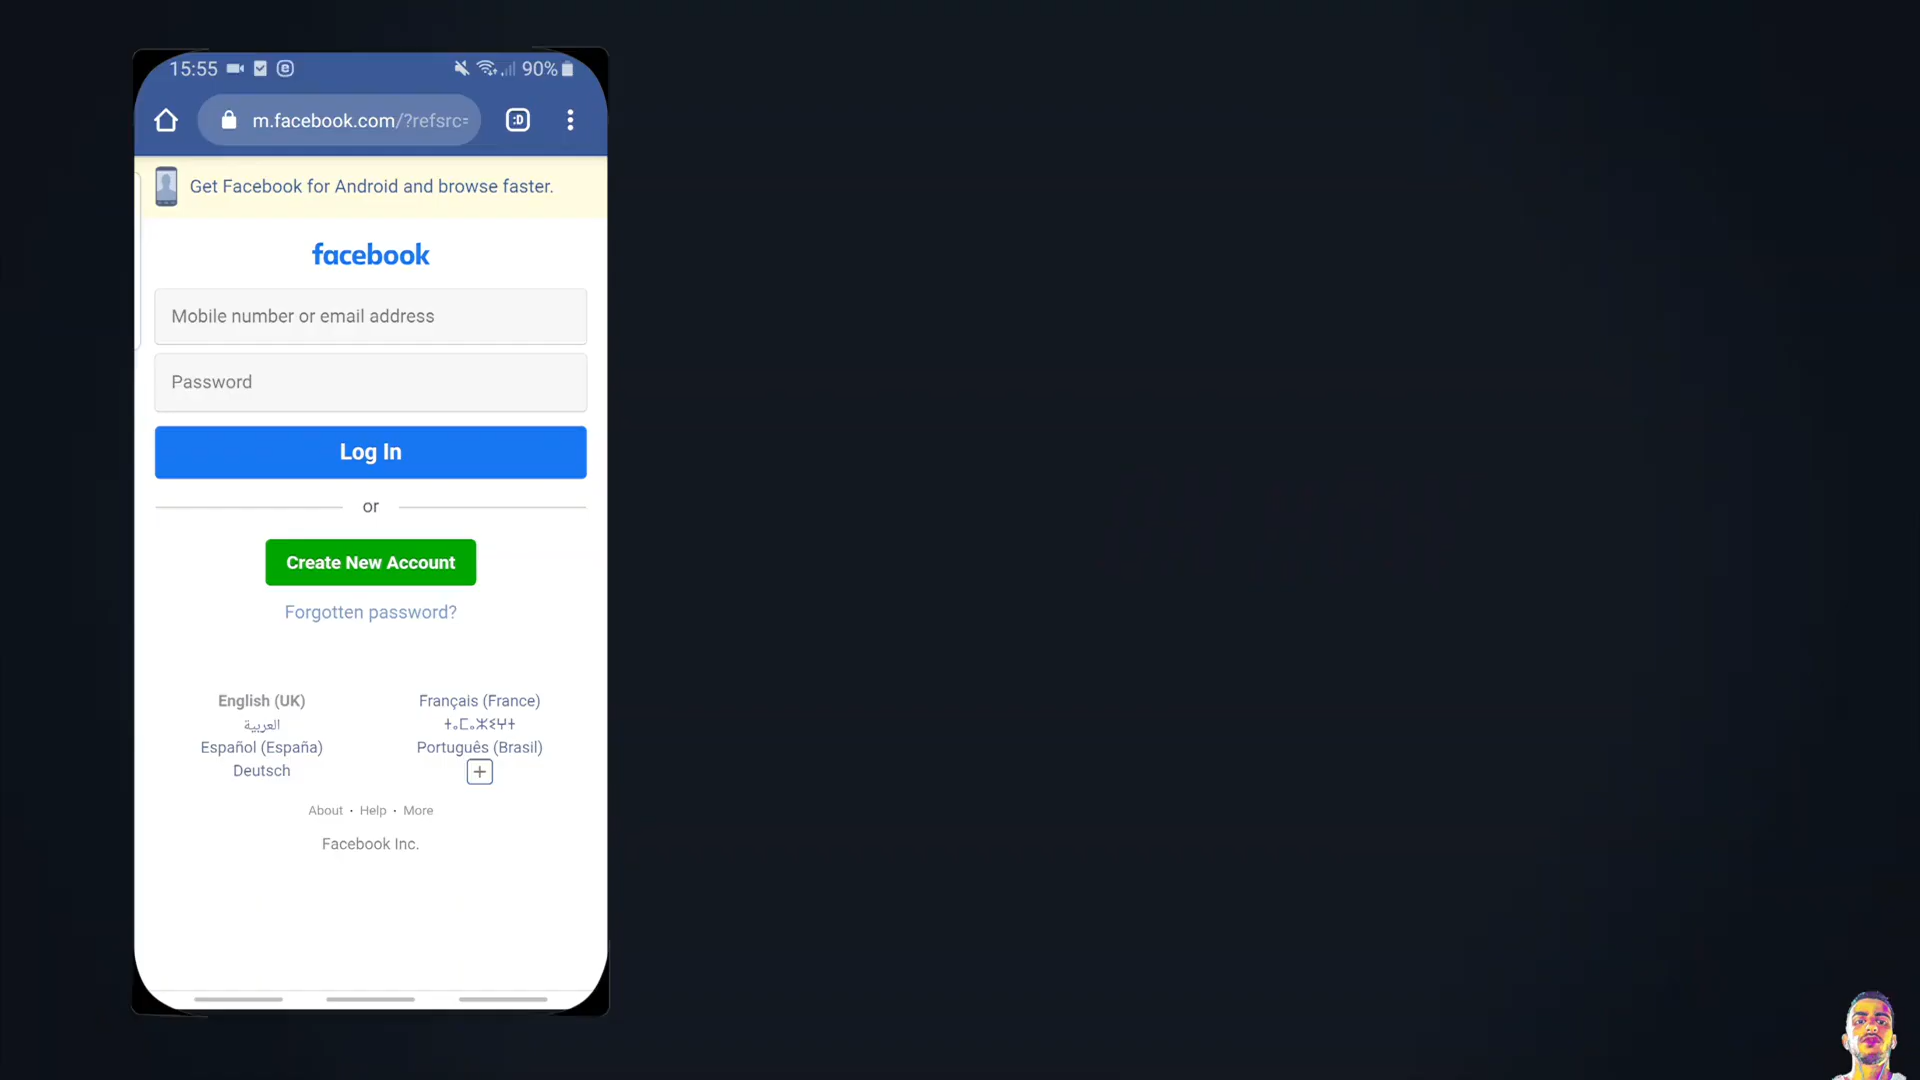 15:55 90%
m.facebook.com/?refsrc=
:D
Get Facebook for Android and browse faster.
facebook
Mobile number or email address
Password
Log In
or
Create New Account
Forgotten password?
English (UK) Français (France)
العربية ⵜⴰⵎⴰⵣⵉⵖⵜ
Español (España) Português (Brasil)
Deutsch +
About · Help · More
Facebook Inc.